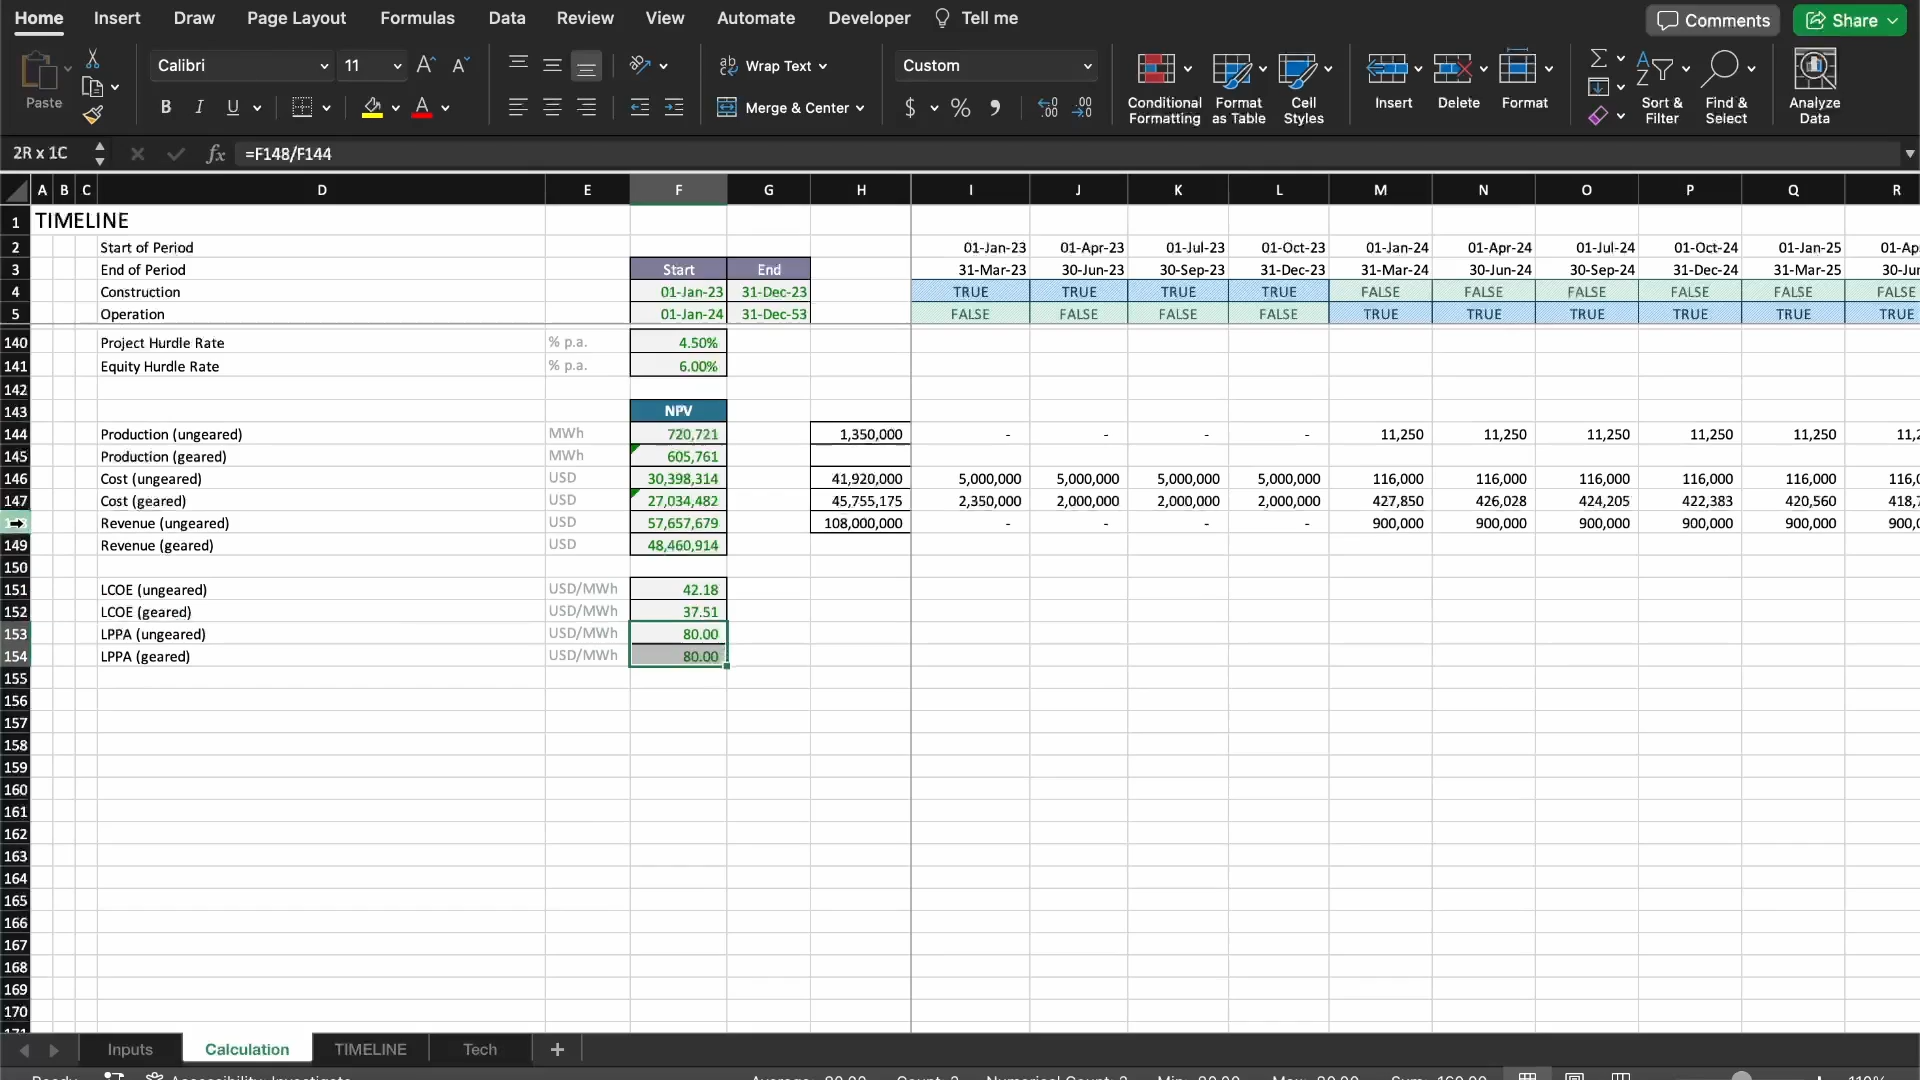 Home Insert Draw Page Layout Formulas Data Review View Automate Developer Tell me Comments Share
Paste Calibri 11 Wrap Text Custom Insert Delete Format
B I U A Merge & Center $ % Conditional Formatting Format as Table Cell Styles Sort & Filter Find & Select Analyze Data
2R x 1C fx =F148/F144
A B C D E F G H I J K L M N O P Q R
1 TIMELINE
2 Start of Period 01-Jan-23 01-Apr-23 01-Jul-23 01-Oct-23 01-Jan-24 01-Apr-24 01-Jul-24 01-Oct-24 01-Jan-25 01-Ap
3 End of Period Start End 31-Mar-23 30-Jun-23 30-Sep-23 31-Dec-23 31-Mar-24 30-Jun-24 30-Sep-24 31-Dec-24 31-Mar-25 30-Jur
4 Construction 01-Jan-23 31-Dec-23 TRUE TRUE TRUE TRUE FALSE FALSE FALSE FALSE FALSE FALSE
5 Operation 01-Jan-24 31-Dec-53 FALSE FALSE FALSE FALSE TRUE TRUE TRUE TRUE TRUE TRUE
140 Project Hurdle Rate % p.a. 4.50%
141 Equity Hurdle Rate % p.a. 6.00%
142
143 NPV
144 Production (ungeared) MWh 720,721 1,350,000 - - - - 11,250 11,250 11,250 11,250 11,250 11,2
145 Production (geared) MWh 605,761
146 Cost (ungeared) USD 30,398,314 41,920,000 5,000,000 5,000,000 5,000,000 5,000,000 116,000 116,000 116,000 116,000 116,000 116,0
147 Cost (geared) USD 27,034,482 45,755,175 2,350,000 2,000,000 2,000,000 2,000,000 427,850 426,028 424,205 422,383 420,560 418,7
Revenue (ungeared) USD 57,657,679 108,000,000 - - - - 900,000 900,000 900,000 900,000 900,000 900,0
149 Revenue (geared) USD 48,460,914
150
151 LCOE (ungeared) USD/MWh 42.18
152 LCOE (geared) USD/MWh 37.51
153 LPPA (ungeared) USD/MWh 80.00
154 LPPA (geared) USD/MWh 80.00
155
156
157
158
159
160
161
162
163
164
165
166
167
168
169
170
171
Inputs Calculation TIMELINE Tech +
Ready Accessibility: Investigate Average: 80.00 Count: 2 Numerical Count: 2 Min: 80.00 Max: 80.00 Sum: 160.00 110%